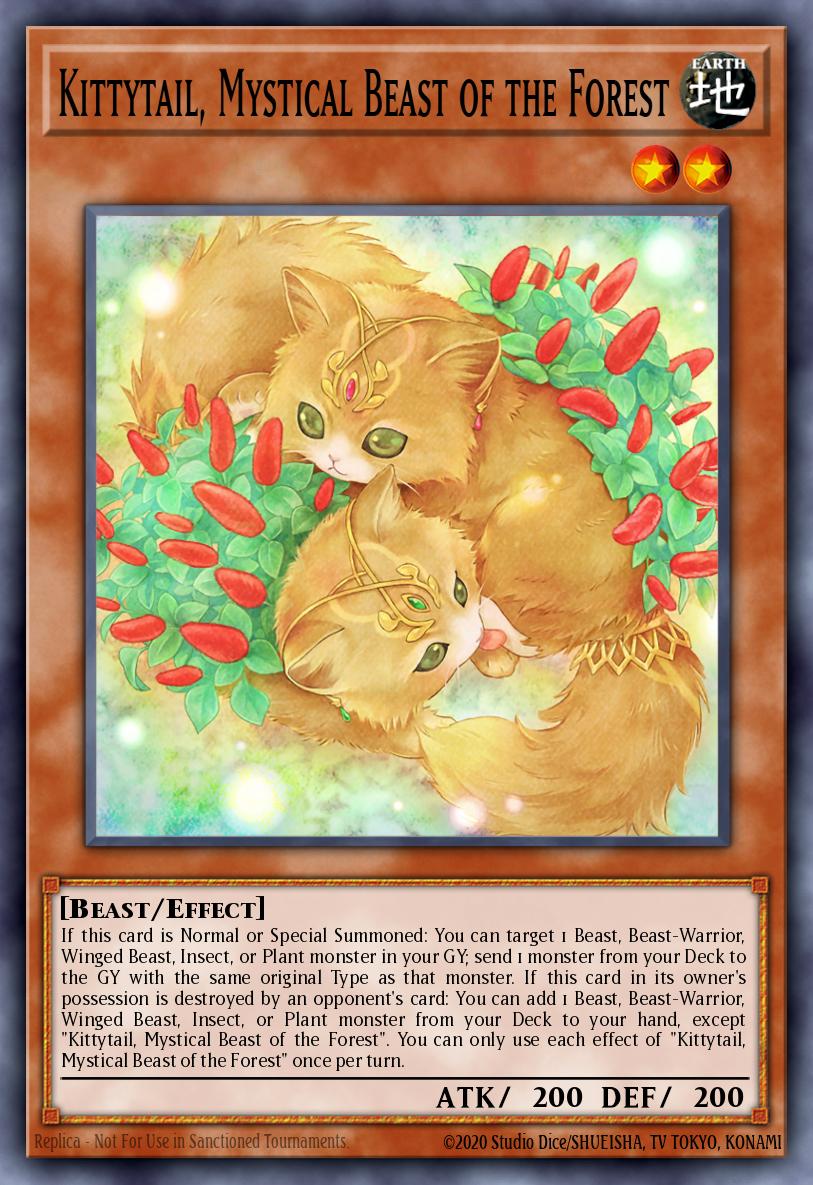 Kittytail, Mystical Beast of the Forest
EARTH
地
[Beast/Effect]
If this card is Normal or Special Summoned: You can target 1 Beast, Beast-Warrior,
Winged Beast, Insect, or Plant monster in your GY; send 1 monster from your Deck to
the GY with the same original Type as that monster. If this card in its owner's
possession is destroyed by an opponent's card: You can add 1 Beast, Beast-Warrior,
Winged Beast, Insect, or Plant monster from your Deck to your hand, except
"Kittytail, Mystical Beast of the Forest". You can only use each effect of "Kittytail,
Mystical Beast of the Forest" once per turn.
ATK/ 200 DEF/ 200
Replica - Not For Use in Sanctioned Tournaments.
©2020 Studio Dice/SHUEISHA, TV TOKYO, KONAMI